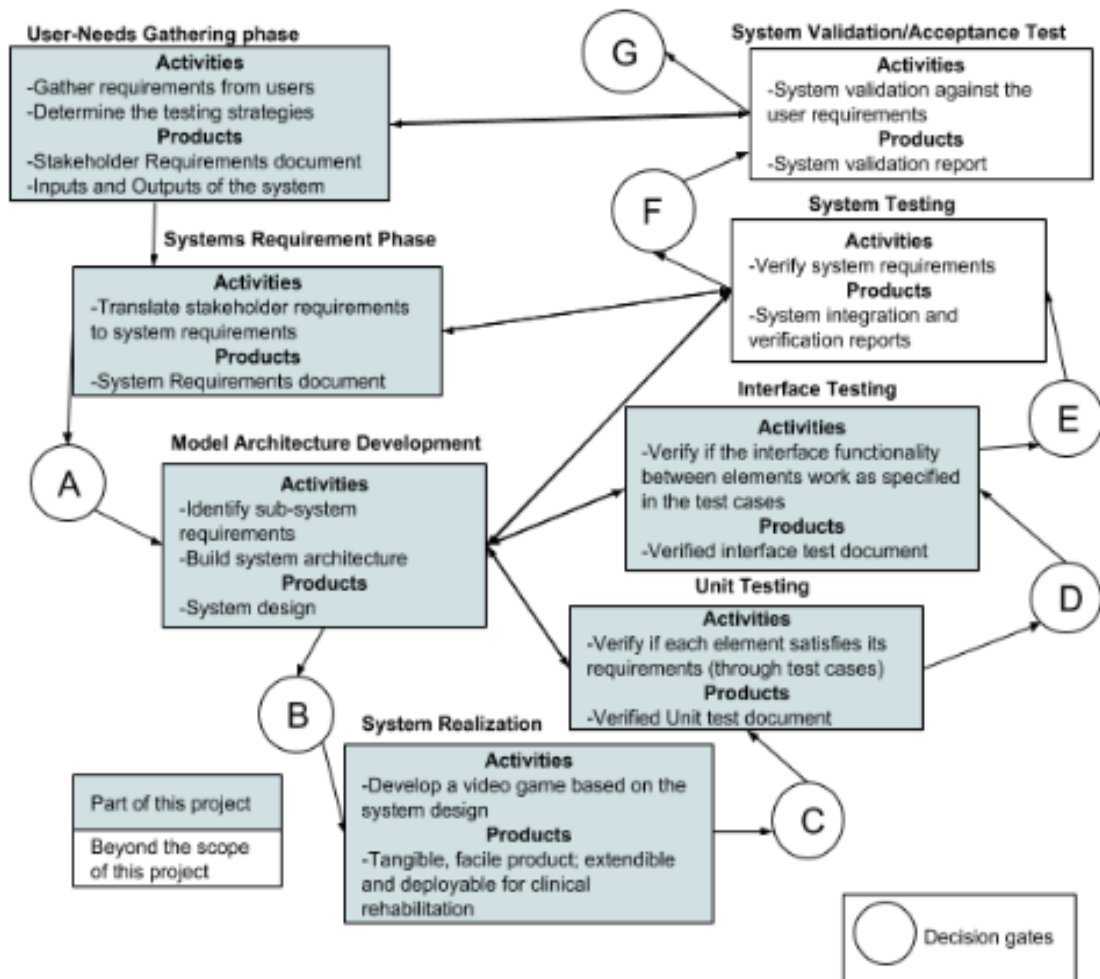 User-Needs Gathering phase
Activities
-Gather requirements from users
-Determine the testing strategies
Products
-Stakeholder Requirements document
-Inputs and Outputs of the system
G
System Validation/Acceptance Test
Activities
-System validation against the
user requirements
Products
-System validation report
F
Systems Requirement Phase
Activities
-Translate stakeholder requirements
to system requirements
Products
-System Requirements document
System Testing
Activities
-Verify system requirements
Products
-System integration and
verification reports
A
Model Architecture Development
Activities
-Identify sub-system
requirements
-Build system architecture
Products
-System design
Interface Testing
Activities
-Verify if the interface functionality
between elements work as specified
in the test cases
Products
-Verified interface test document
E
Unit Testing
Activities
-Verify if each element satisfies its
requirements (through test cases)
Products
-Verified Unit test document
D
B
System Realization
Activities
-Develop a video game based on the
system design
Products
-Tangible, facile product; extendible
and deployable for clinical
rehabilitation
C
Part of this project
Beyond the scope
of this project
Decision gates